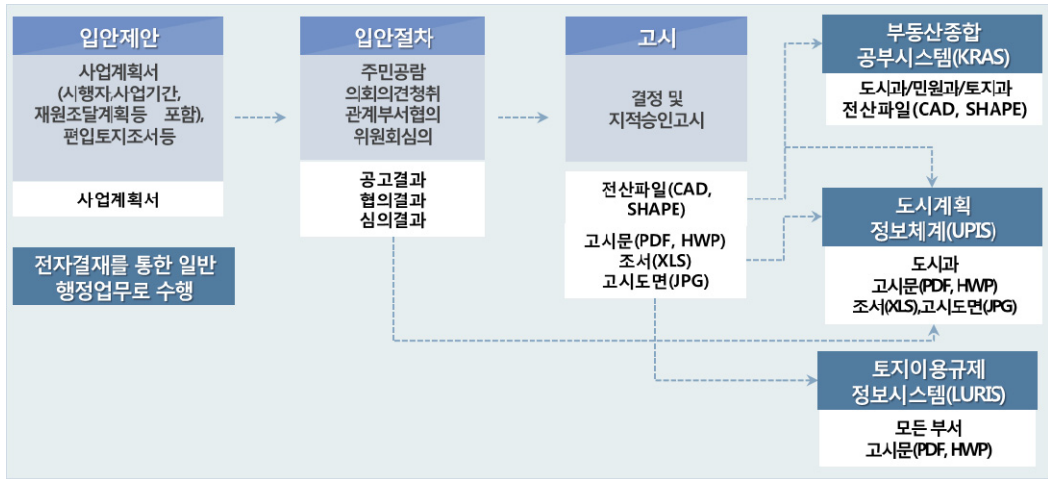 입안제안
사업계획서
(시행자,사업기간,
재원조달계획등 포함),
편입토지조서등
사업계획서
전자결재를 통한 일반
행정업무로 수행
입안절차
주민공람
의회의견청취
관계부서협의
위원회심의
공고결과
협의결과
심의결과
고시
결정 및
지적승인고시
전산파일(CAD,
SHAPE)
고시문(PDF, HWP)
조서(XLS)
고시도면(JPG)
부동산종합
공부시스템(KRAS)
도시과/민원과/토지과
전산파일(CAD, SHAPE)
도시계획
정보체계(UPIS)
도시과
고시문(PDF, HWP)
조서(XLS),고시도면(JPG)
토지이용규제
정보시스템(LURIS)
모든 부서
고시문(PDF, HWP)